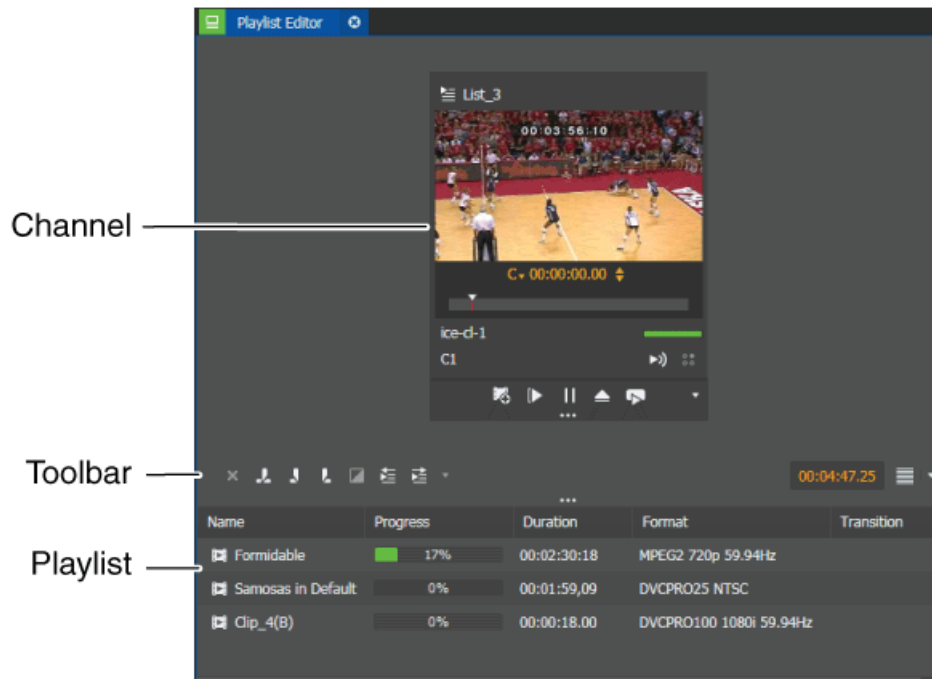 Playlist Editor
List_3
00:03:56:10
Channel
C 00:00:00.00
ice-cl-1
C1
Toolbar
00:04:47.25
Name Progress Duration Format Transition
Playlist
Formidable 17% 00:02:30:18 MPEG2 720p 59.94Hz
Samosas in Default 0% 00:01:59,09 DVCPRO25 NTSC
Clip_4(B) 0% 00:00:18.00 DVCPRO100 1080i 59.94Hz